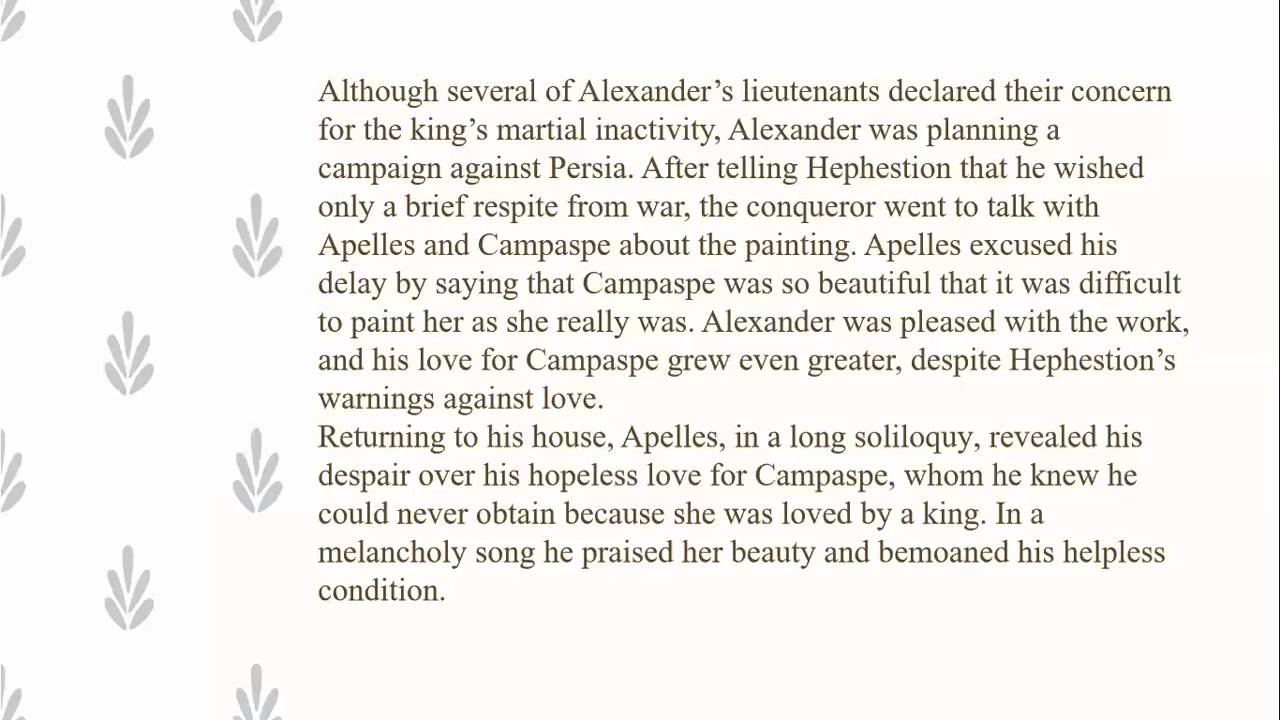 Although several of Alexander’s lieutenants declared their concern
for the king’s martial inactivity, Alexander was planning a
campaign against Persia. After telling Hephestion that he wished
only a brief respite from war, the conqueror went to talk with
Apelles and Campaspe about the painting. Apelles excused his
delay by saying that Campaspe was so beautiful that it was difficult
to paint her as she really was. Alexander was pleased with the work,
and his love for Campaspe grew even greater, despite Hephestion’s
warnings against love.
Returning to his house, Apelles, in a long soliloquy, revealed his
despair over his hopeless love for Campaspe, whom he knew he
could never obtain because she was loved by a king. In a
melancholy song he praised her beauty and bemoaned his helpless
condition.